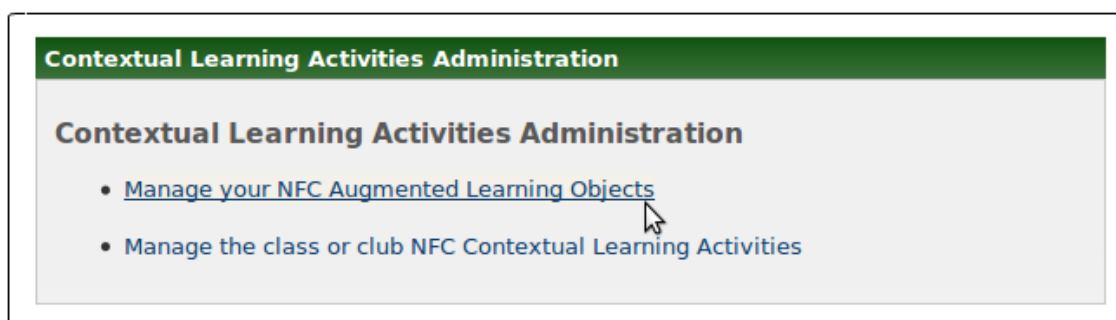 Contextual Learning Activities Administration
Contextual Learning Activities Administration
Manage your NFC Augmented Learning Objects
Manage the class or club NFC Contextual Learning Activities